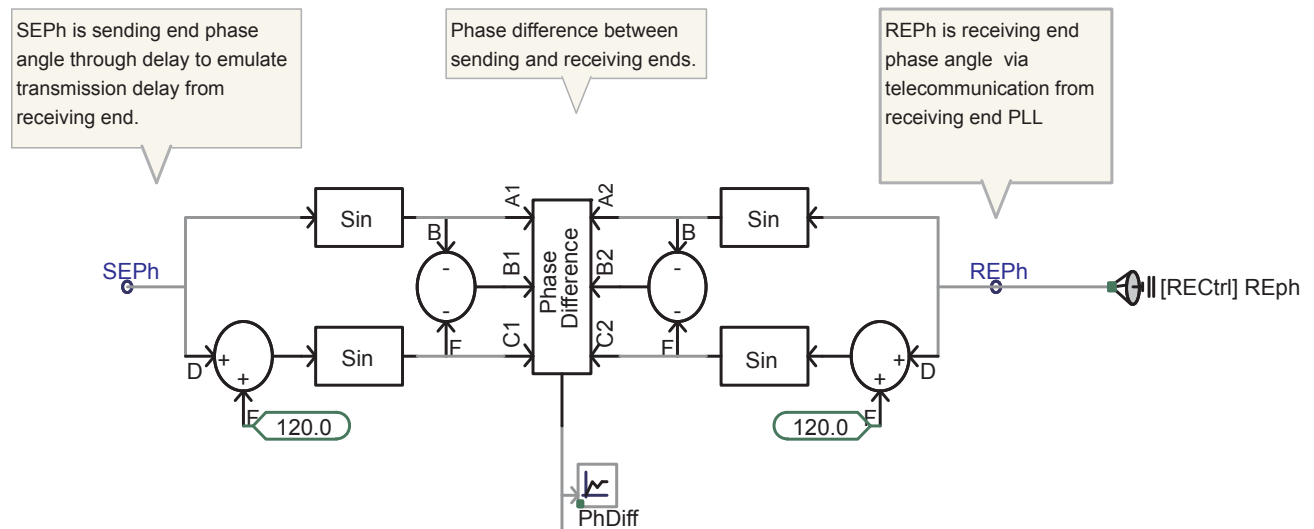 SEPh is sending end phase
angle through delay to emulate
transmission delay from
receiving end.
Phase difference between
sending and receiving ends.
REPh is receiving end
phase angle via
telecommunication from
receiving end PLL
Sin
A1
A2
Sin
B
B
SEPh
-
-
B1
Phase
Difference
B2
-
-
REPh
[RECtrl] REph
D
+
+
F
Sin
F
C1
C2
F
Sin
+
+
D
F
120.0
120.0
PhDiff